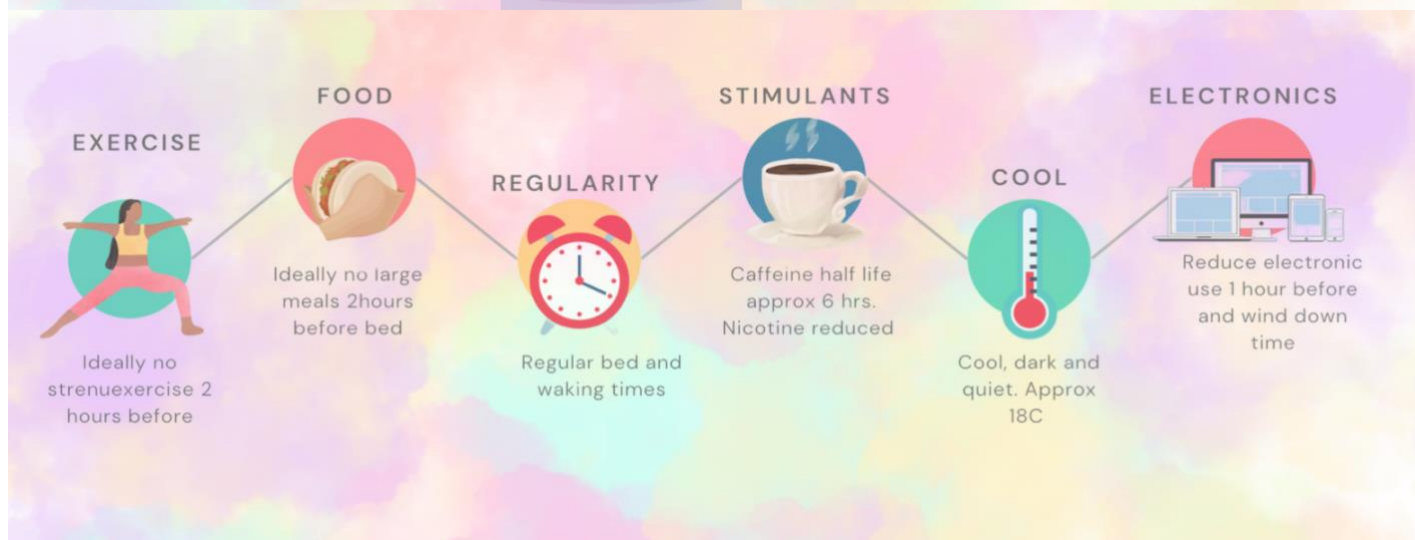 EXERCISE
Ideally no
strenuexercise 2
hours before
FOOD
Ideally no large
meals 2hours
before bed
REGULARITY
Regular bed and
waking times
STIMULANTS
Caffeine half life
approx 6 hrs.
Nicotine reduced
COOL
Cool, dark and
quiet. Approx
18C
ELECTRONICS
Reduce electronic
use 1 hour before
and wind down
time